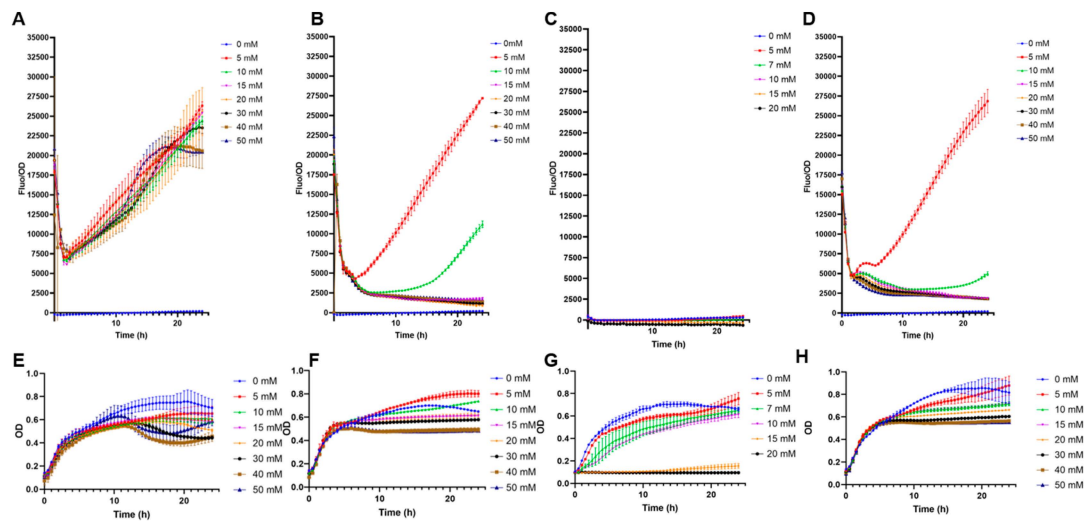 A
35000
32500
30000
27500
25000
22500
20000
17500
15000
12500
10000
7500
5000
2500
0
Fluo/OD
10
20
Time (h)
0 mM
5 mM
10 mM
15 mM
20 mM
30 mM
40 mM
50 mM
B
35000
32500
30000
27500
25000
22500
20000
17500
15000
12500
10000
7500
5000
2500
0
Fluo/OD
10
20
Time (h)
0mM
5 mM
10 mM
15 mM
20 mM
30 mM
40 mM
50 mM
C
35000
32500
30000
27500
25000
22500
20000
17500
15000
12500
10000
7500
5000
2500
0
Fluo/OD
10
20
Time (h)
0 mM
5 mM
7 mM
10 mM
15 mM
20 mM
D
35000
32500
30000
27500
25000
22500
20000
17500
15000
12500
10000
7500
5000
2500
0
Fluo/OD
10
20
Time (h)
0 mM
5 mM
10 mM
15 mM
20 mM
30 mM
40 mM
50 mM
E
1.0
0.8
0.6
0.4
0.2
0.0
OD
0
10
20
Time (h)
0 mM
5 mM
10 mM
15 mM
20 mM
30 mM
40 mM
50 mM
F
1.0
0.8
0.6
0.4
0.2
0.0
OD
0
10
20
Time (h)
0 mM
5 mM
10 mM
15 mM
20 mM
30 mM
40 mM
50 mM
G
1.0
0.8
0.6
0.4
0.2
0.0
OD
0
10
20
Time (h)
0 mM
5 mM
7 mM
10 mM
15 mM
20 mM
H
1.0
0.8
0.6
0.4
0.2
0.0
OD
0
10
20
Time (h)
0 mM
5 mM
10 mM
15 mM
20 mM
30 mM
40 mM
50 mM